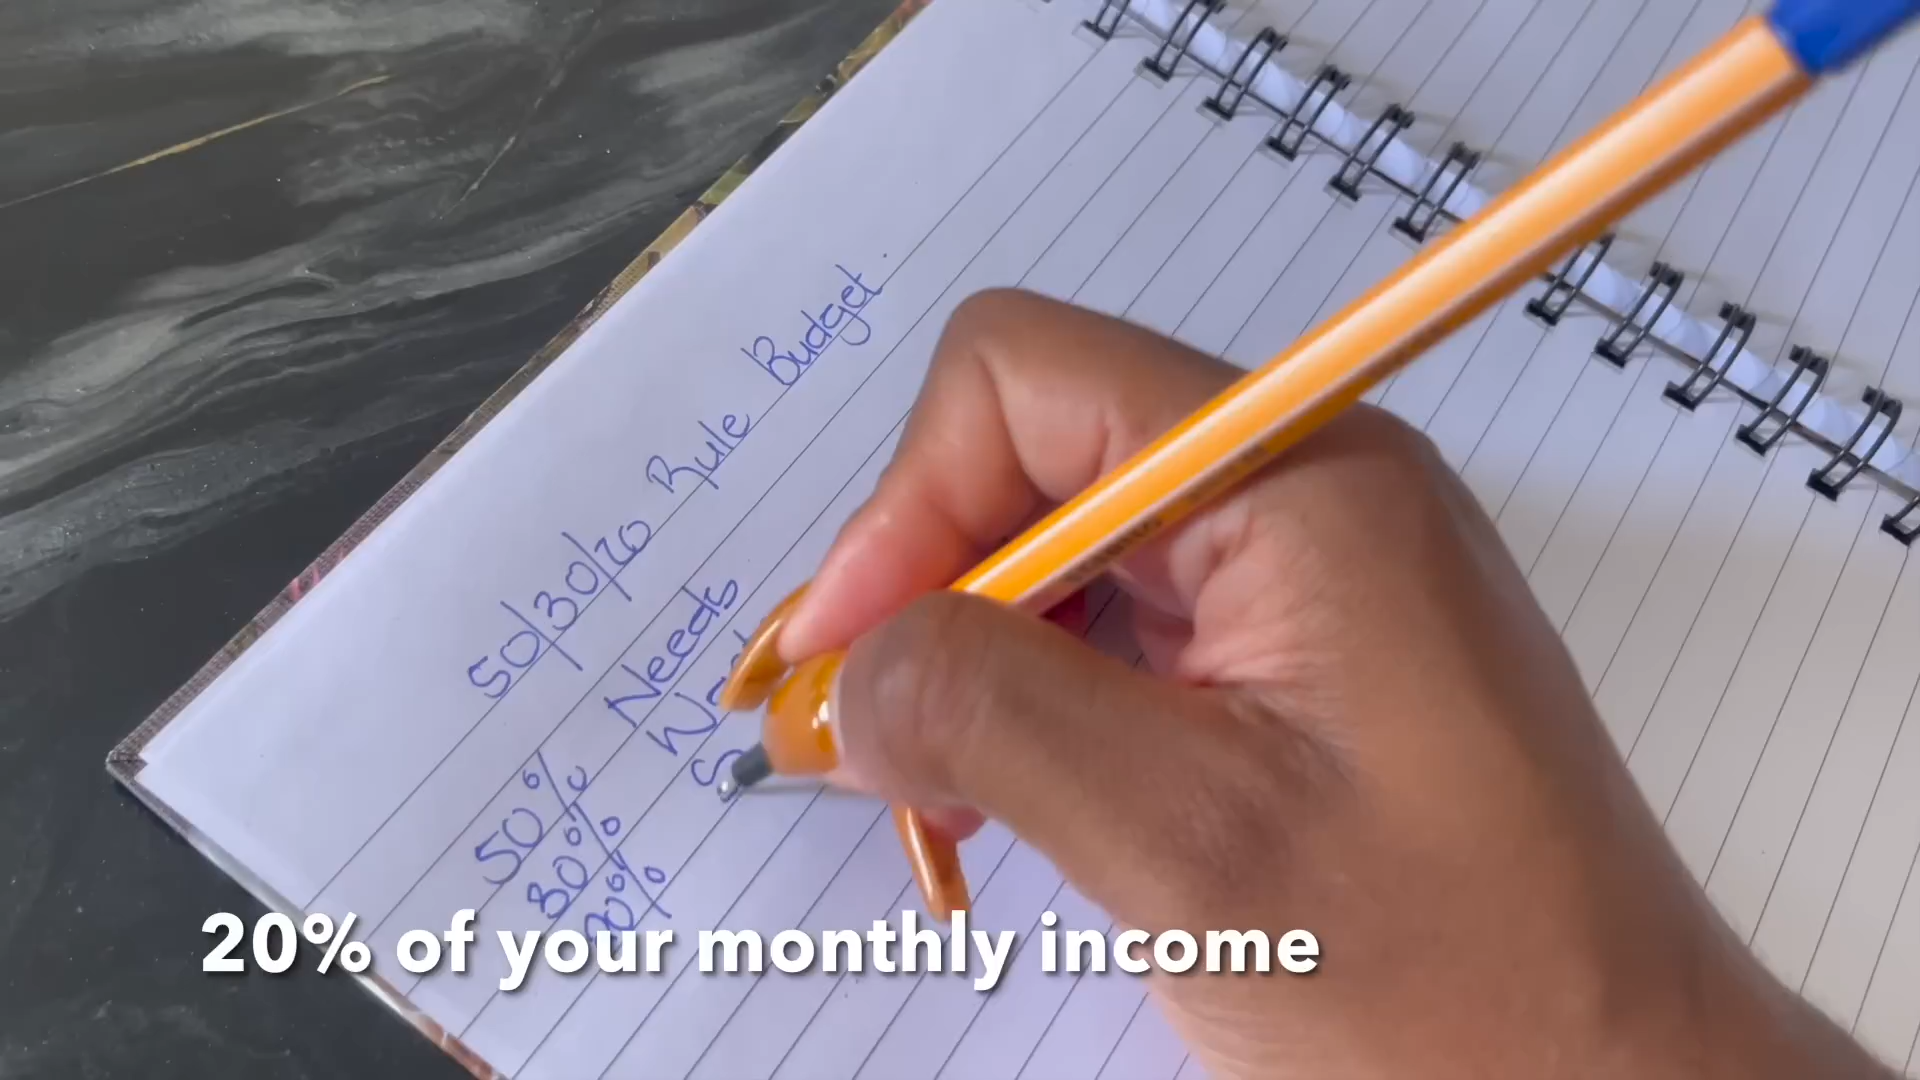 50/30/20 Rule Budget
50% Needs
30%
20% S
20% of your monthly income